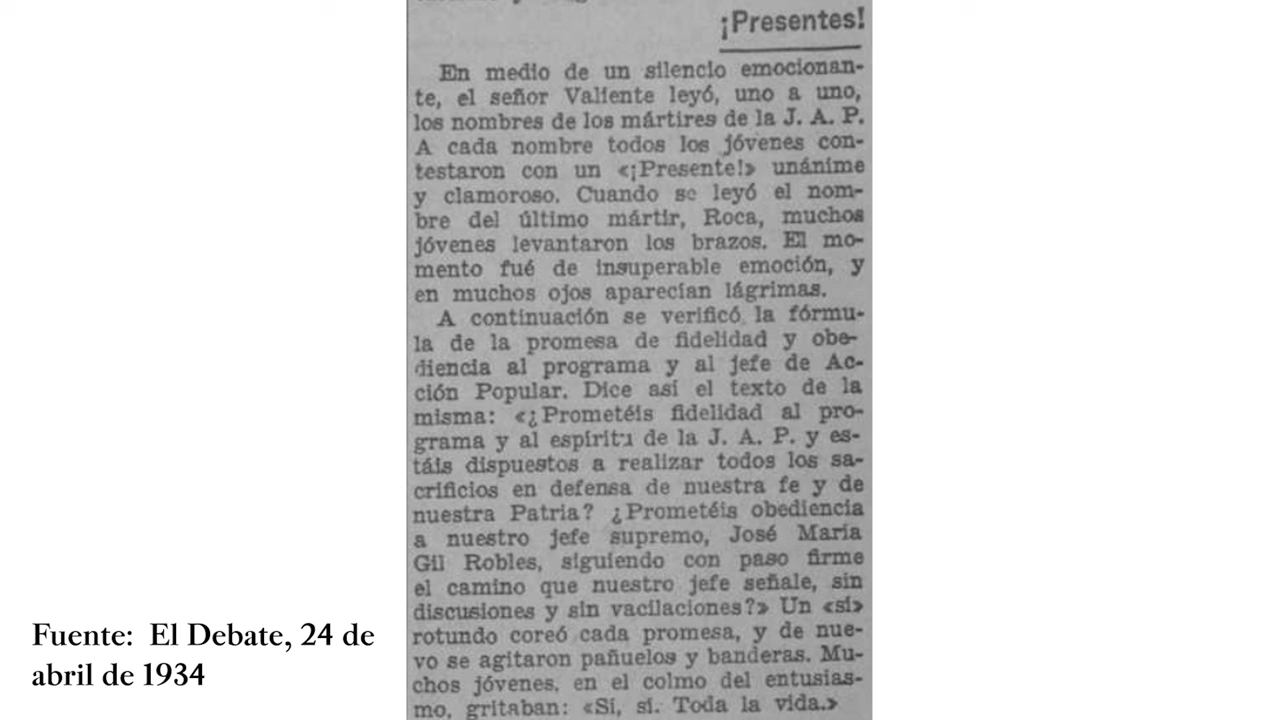 ¡Presentes!
En medio de un silencio emocionan-
te, el señor Valiente leyó, uno a uno,
los nombres de los mártires de la J. A. P.
A cada nombre todos los jóvenes con-
testaron con un «¡Presente!» unánime
y clamoroso. Cuando se leyó el nom-
bre del último mártir, Roca, muchos
jóvenes levantaron los brazos. El mo-
mento fué de insuperable emoción, y
en muchos ojos aparecían lágrimas.
A continuación se verificó la fórmu-
la de la promesa de fidelidad y obe-
diencia al programa y al jefe de Ac-
ción Popular. Dice así el texto de la
misma: «¿Prometéis fidelidad al pro-
grama y al espíritu de la J. A. P. y es-
táis dispuestos a realizar todos los sa-
crificios en defensa de nuestra fe y de
nuestra Patria? ¿Prometéis obediencia
a nuestro jefe supremo, José María
Gil Robles, siguiendo con paso firme
el camino que nuestro jefe señale, sin
discusiones y sin vacilaciones?» Un «sí»
rotundo coreó cada promesa, y de nue-
vo se agitaron pañuelos y banderas. Mu-
chos jóvenes, en el colmo del entusias-
mo, gritaban: «Sí, sí. Toda la vida.»
Fuente: El Debate, 24 de
abril de 1934